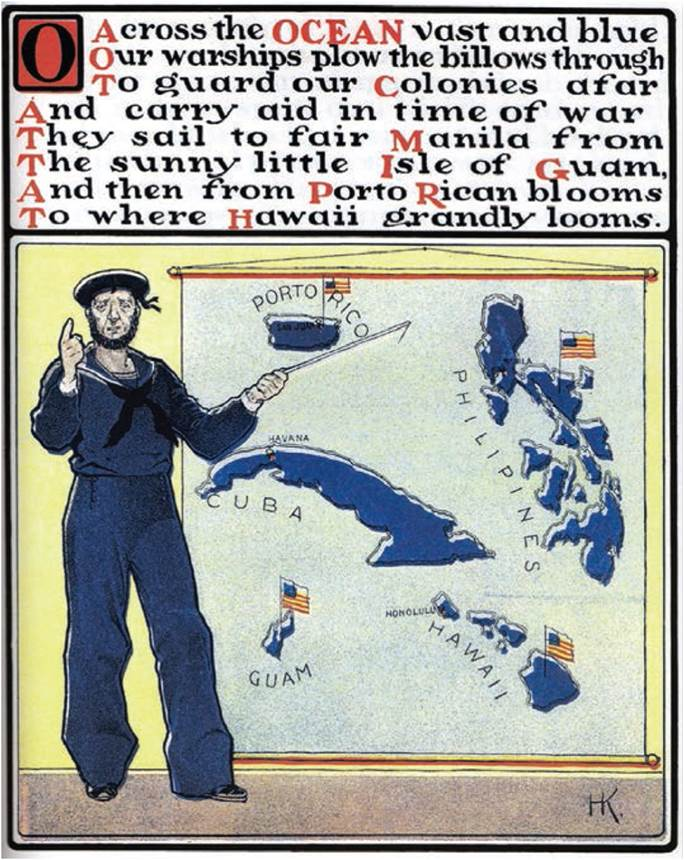 O
Across the OCEAN vast and blue
Our warships plow the billows through
To guard our Colonies afar
And carry aid in time of war
They sail to fair Manila from
The sunny little Isle of Guam,
And then from Porto Rican blooms
To where Hawaii grandly looms.
PORTO RICO
SAN JUAN
HAVANA
CUBA
PHILIPINES
GUAM
HONOLULU
HAWAII
HK.